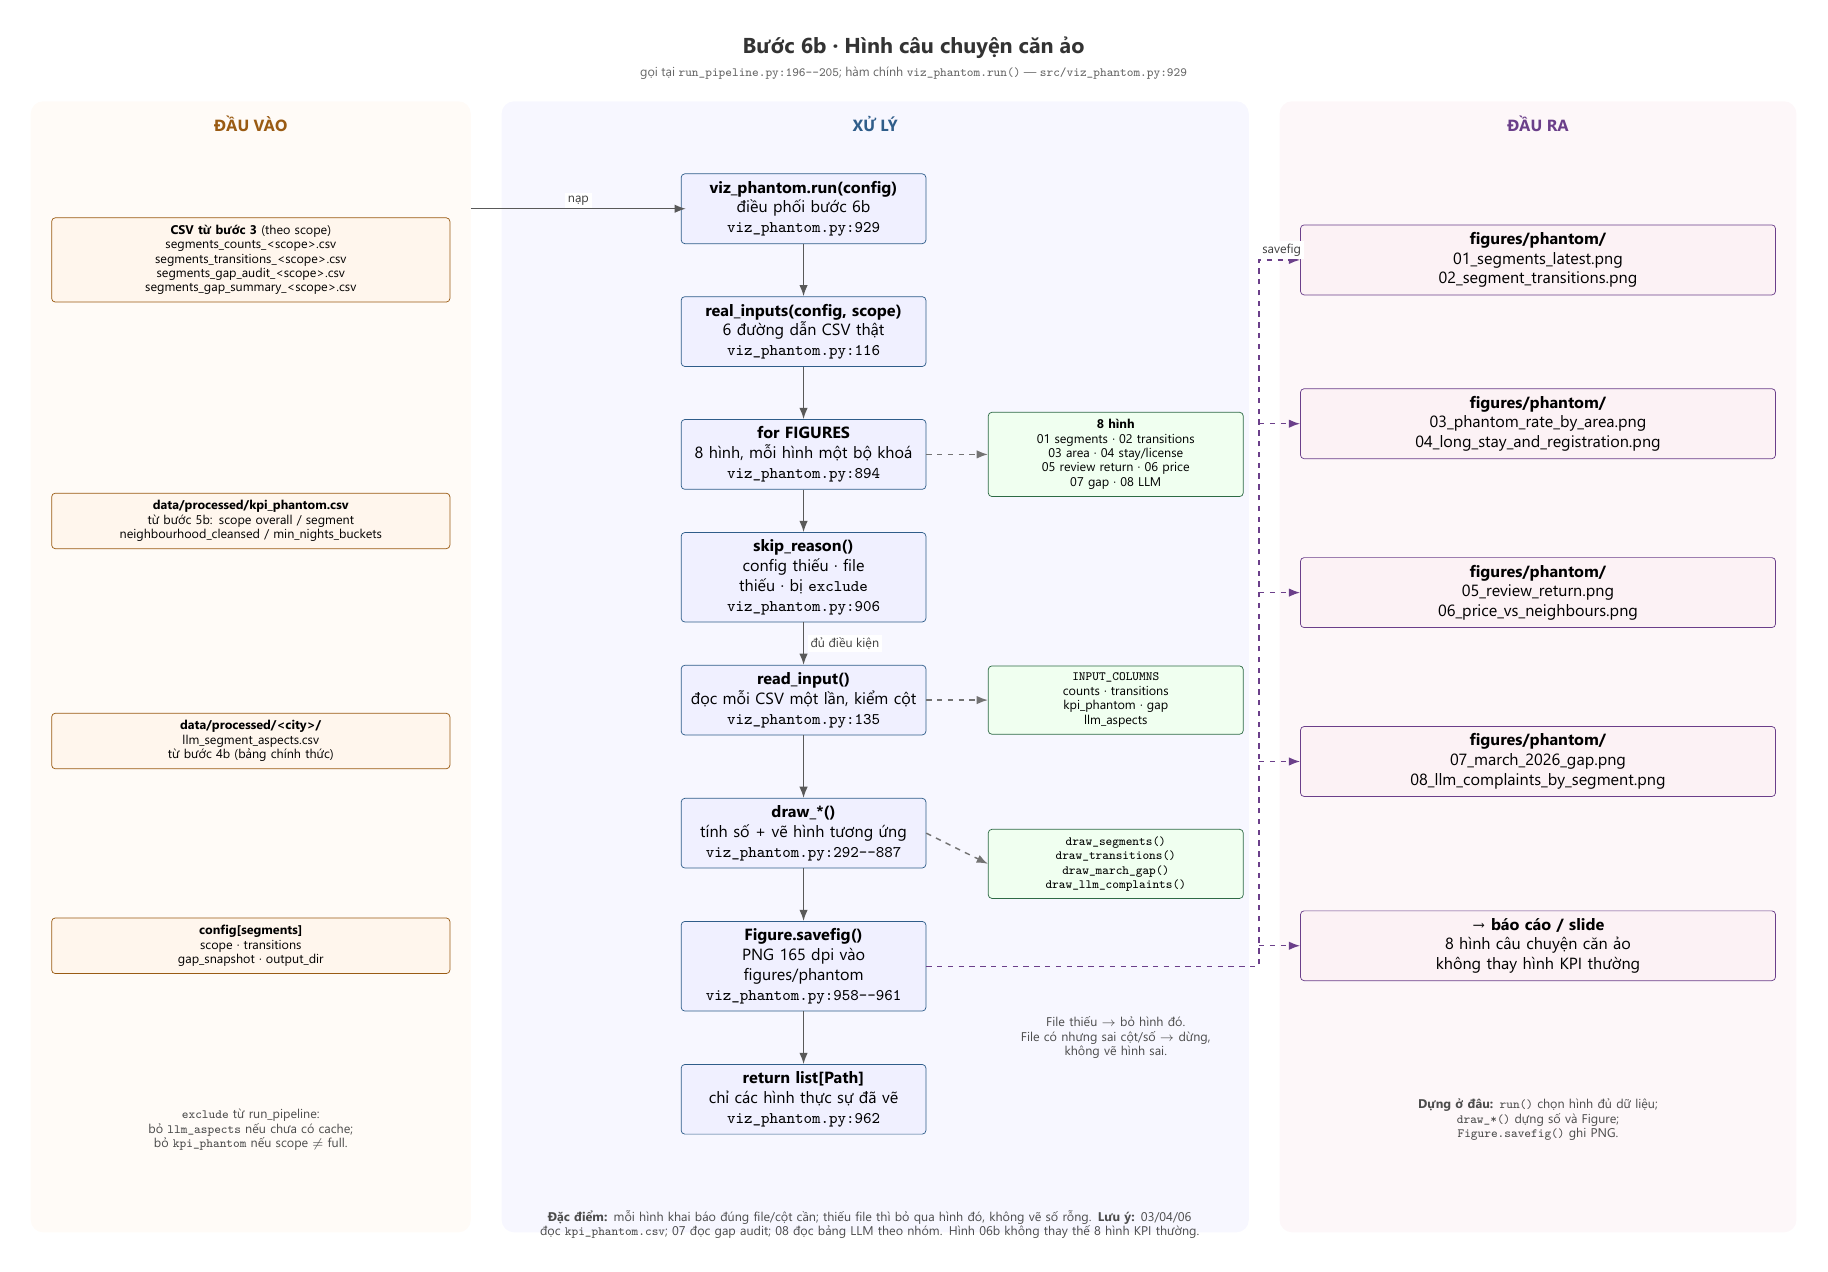 Bước 6b · Hình câu chuyện căn ảo
gọi tại run_pipeline.py:196--205; hàm chính viz_phantom.run() — src/viz_phantom.py:929
ĐẦU VÀO
CSV từ bước 3 (theo scope)
segments_counts_<scope>.csv
segments_transitions_<scope>.csv
segments_gap_audit_<scope>.csv
segments_gap_summary_<scope>.csv
data/processed/kpi_phantom.csv
từ bước 5b: scope overall / segment
neighbourhood_cleansed / min_nights_buckets
data/processed/<city>/
llm_segment_aspects.csv
từ bước 4b (bảng chính thức)
config[segments]
scope · transitions
gap_snapshot · output_dir
exclude từ run_pipeline:
bỏ llm_aspects nếu chưa có cache;
bỏ kpi_phantom nếu scope ≠ full.
nạp
XỬ LÝ
viz_phantom.run(config)
điều phối bước 6b
viz_phantom.py:929
real_inputs(config, scope)
6 đường dẫn CSV thật
viz_phantom.py:116
for FIGURES
8 hình, mỗi hình một bộ khoá
viz_phantom.py:894
8 hình
01 segments · 02 transitions
03 area · 04 stay/license
05 review return · 06 price
07 gap · 08 LLM
skip_reason()
config thiếu · file
thiếu · bị exclude
viz_phantom.py:906
đủ điều kiện
read_input()
đọc mỗi CSV một lần, kiểm cột
viz_phantom.py:135
INPUT_COLUMNS
counts · transitions
kpi_phantom · gap
llm_aspects
draw_*()
tính số + vẽ hình tương ứng
viz_phantom.py:292--887
draw_segments()
draw_transitions()
draw_march_gap()
draw_llm_complaints()
Figure.savefig()
PNG 165 dpi vào
figures/phantom
viz_phantom.py:958--961
File thiếu → bỏ hình đó.
File có nhưng sai cột/số → dừng,
không vẽ hình sai.
return list[Path]
chỉ các hình thực sự đã vẽ
viz_phantom.py:962
Đặc điểm: mỗi hình khai báo đúng file/cột cần; thiếu file thì bỏ qua hình đó, không vẽ số rỗng. Lưu ý: 03/04/06
đọc kpi_phantom.csv; 07 đọc gap audit; 08 đọc bảng LLM theo nhóm. Hình 06b không thay thế 8 hình KPI thường.
ĐẦU RA
savefig
figures/phantom/
01_segments_latest.png
02_segment_transitions.png
figures/phantom/
03_phantom_rate_by_area.png
04_long_stay_and_registration.png
figures/phantom/
05_review_return.png
06_price_vs_neighbours.png
figures/phantom/
07_march_2026_gap.png
08_llm_complaints_by_segment.png
→ báo cáo / slide
8 hình câu chuyện căn ảo
không thay hình KPI thường
Dựng ở đâu: run() chọn hình đủ dữ liệu;
draw_*() dựng số và Figure;
Figure.savefig() ghi PNG.